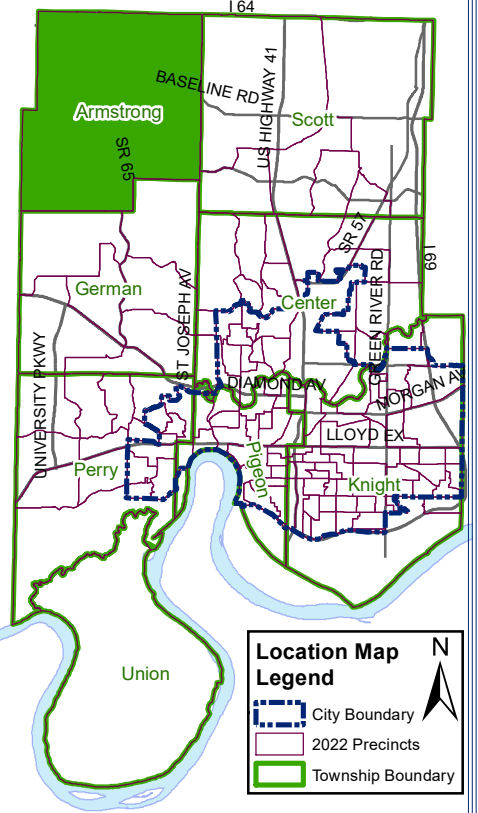 I 64
BASELINE RD
US HIGHWAY 41
Armstrong
Scott
SR 65
SR 57
I 69
German
ST JOSEPH AV
Center
GREEN RIVER RD
UNIVERSITY PKWY
DIAMOND AV
MORGAN AV
LLOYD EX
Perry
Pigeon
Knight
Union
Location Map
Legend
N
City Boundary
2022 Precincts
Township Boundary